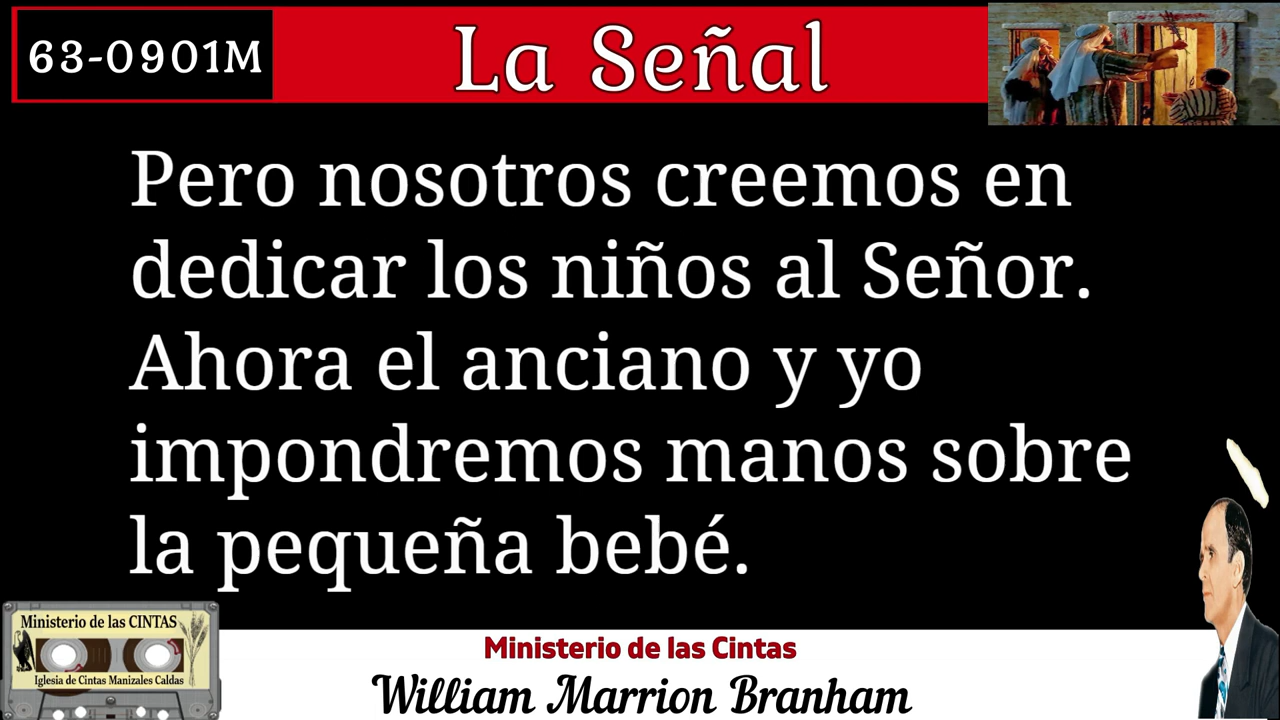 63-0901M
La Señal
Pero nosotros creemos en
dedicar los niños al Señor.
Ahora el anciano y yo
impondremos manos sobre
la pequeña bebé.
Ministerio de las CINTAS
Iglesia de Cintas Manizales Caldas
Ministerio de las Cintas
William Marrion Branham